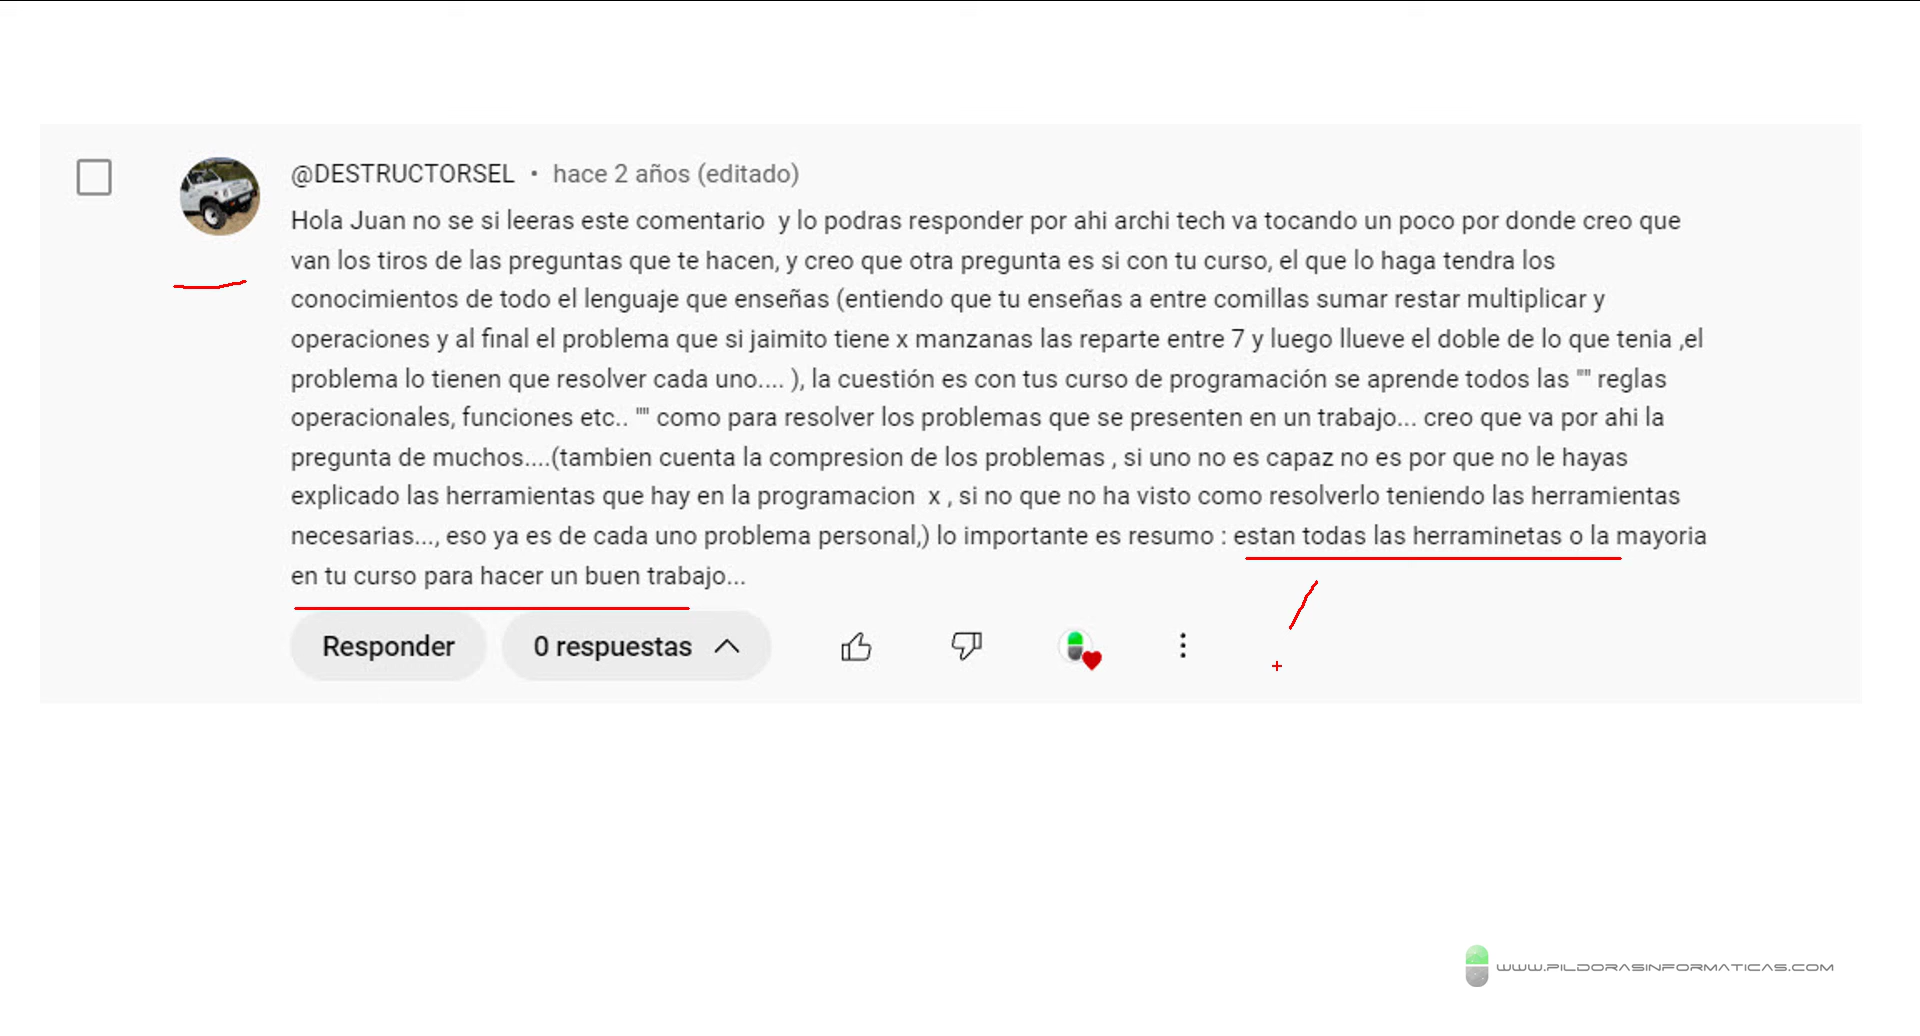 @DESTRUCTORSEL • hace 2 años (editado)
Hola Juan no se si leeras este comentario  y lo podras responder por ahi archi tech va tocando un poco por donde creo que
van los tiros de las preguntas que te hacen, y creo que otra pregunta es si con tu curso, el que lo haga tendra los
conocimientos de todo el lenguaje que enseñas (entiendo que tu enseñas a entre comillas sumar restar multiplicar y
operaciones y al final el problema que si jaimito tiene x manzanas las reparte entre 7 y luego llueve el doble de lo que tenia ,el
problema lo tienen que resolver cada uno.... ), la cuestión es con tus curso de programación se aprende todos las "" reglas
operacionales, funciones etc.. "" como para resolver los problemas que se presenten en un trabajo... creo que va por ahi la
pregunta de muchos....(tambien cuenta la compresion de los problemas , si uno no es capaz no es por que no le hayas
explicado las herramientas que hay en la programacion  x , si no que no ha visto como resolverlo teniendo las herramientas
necesarias..., eso ya es de cada uno problema personal,) lo importante es resumo : estan todas las herraminetas o la mayoria
en tu curso para hacer un buen trabajo...
Responder 0 respuestas
WWW.PILDORASINFORMATICAS.COM